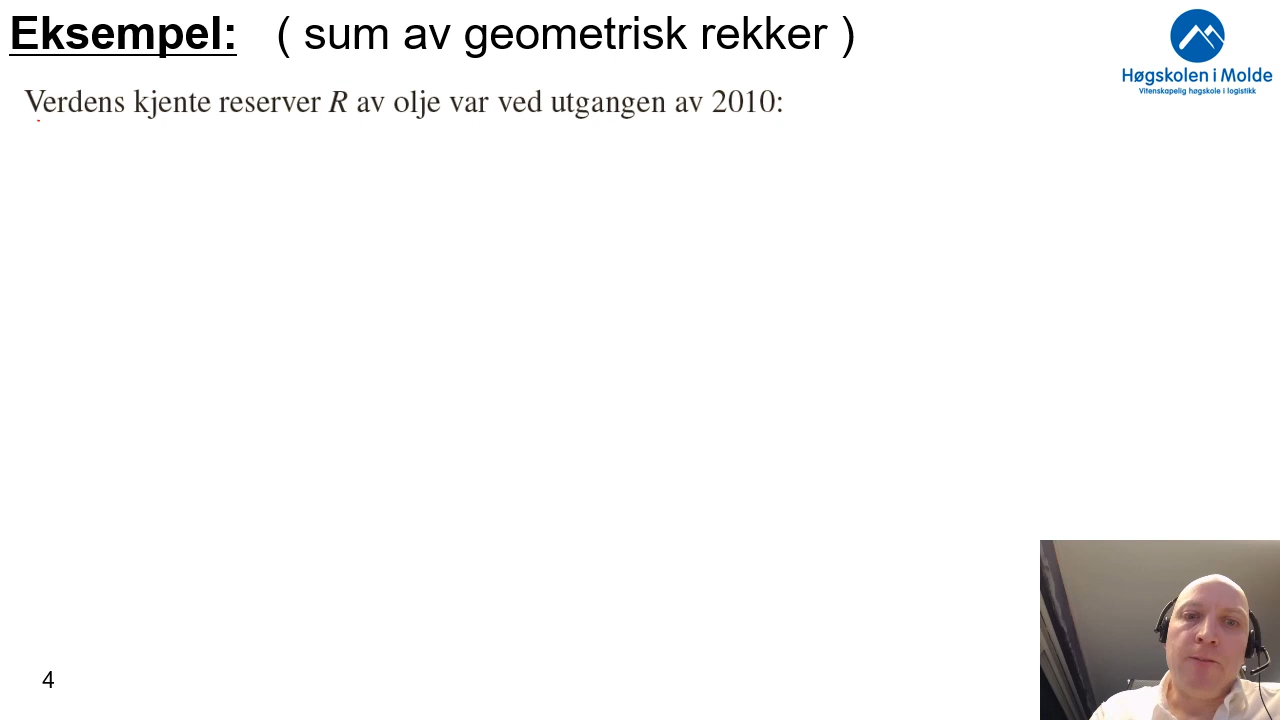 Eksempel: ( sum av geometrisk rekker )
Høgskolen i Molde
Vitenskapelig høgskole i logistikk
Verdens kjente reserver R av olje var ved utgangen av 2010:
4